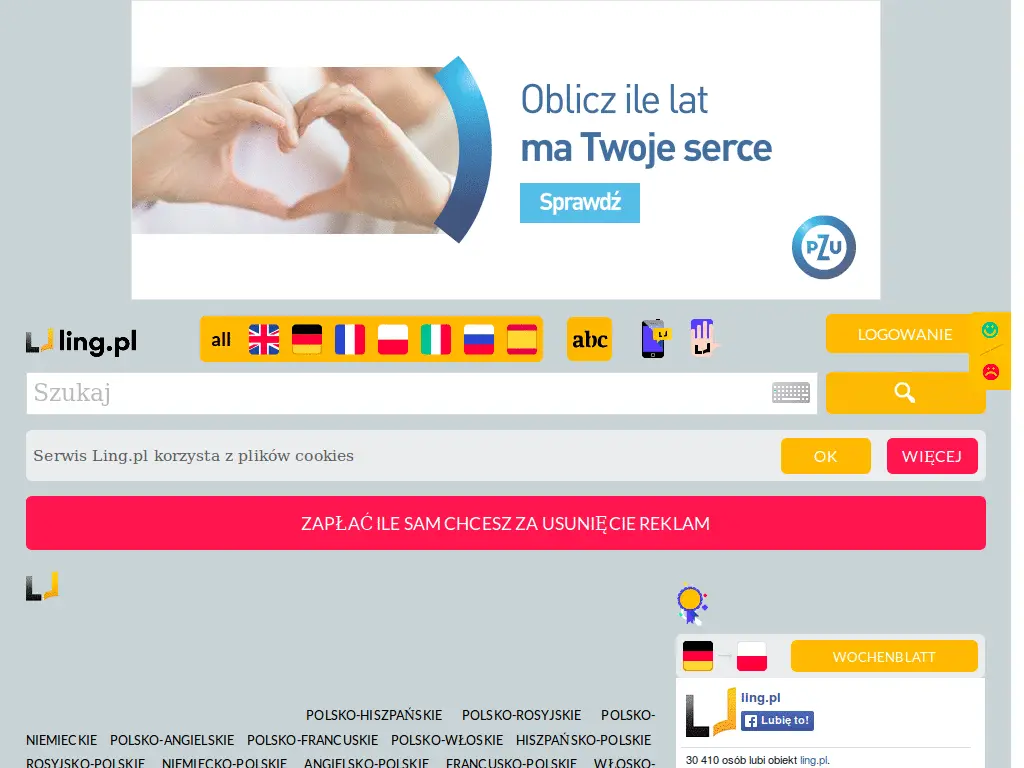 Oblicz ile lat
ma Twoje serce
Sprawdź
PZU
ling.pl
all
abc
LOGOWANIE
Szukaj
Serwis Ling.pl korzysta z plików cookies
OK
WIĘCEJ
ZAPŁAĆ ILE SAM CHCESZ ZA USUNIĘCIE REKLAM
WOCHENBLATT
ling.pl
Lubię to!
30 410 osób lubi obiekt ling.pl.
POLSKO-HISZPAŃSKIE POLSKO-ROSYJSKIE POLSKO-
NIEMIECKIE POLSKO-ANGIELSKIE POLSKO-FRANCUSKIE POLSKO-WŁOSKIE HISZPAŃSKO-POLSKIE
ROSYJSKO-POLSKIE NIEMIECKO-POLSKIE ANGIELSKO-POLSKIE FRANCUSKO-POLSKIE WŁOSKO-